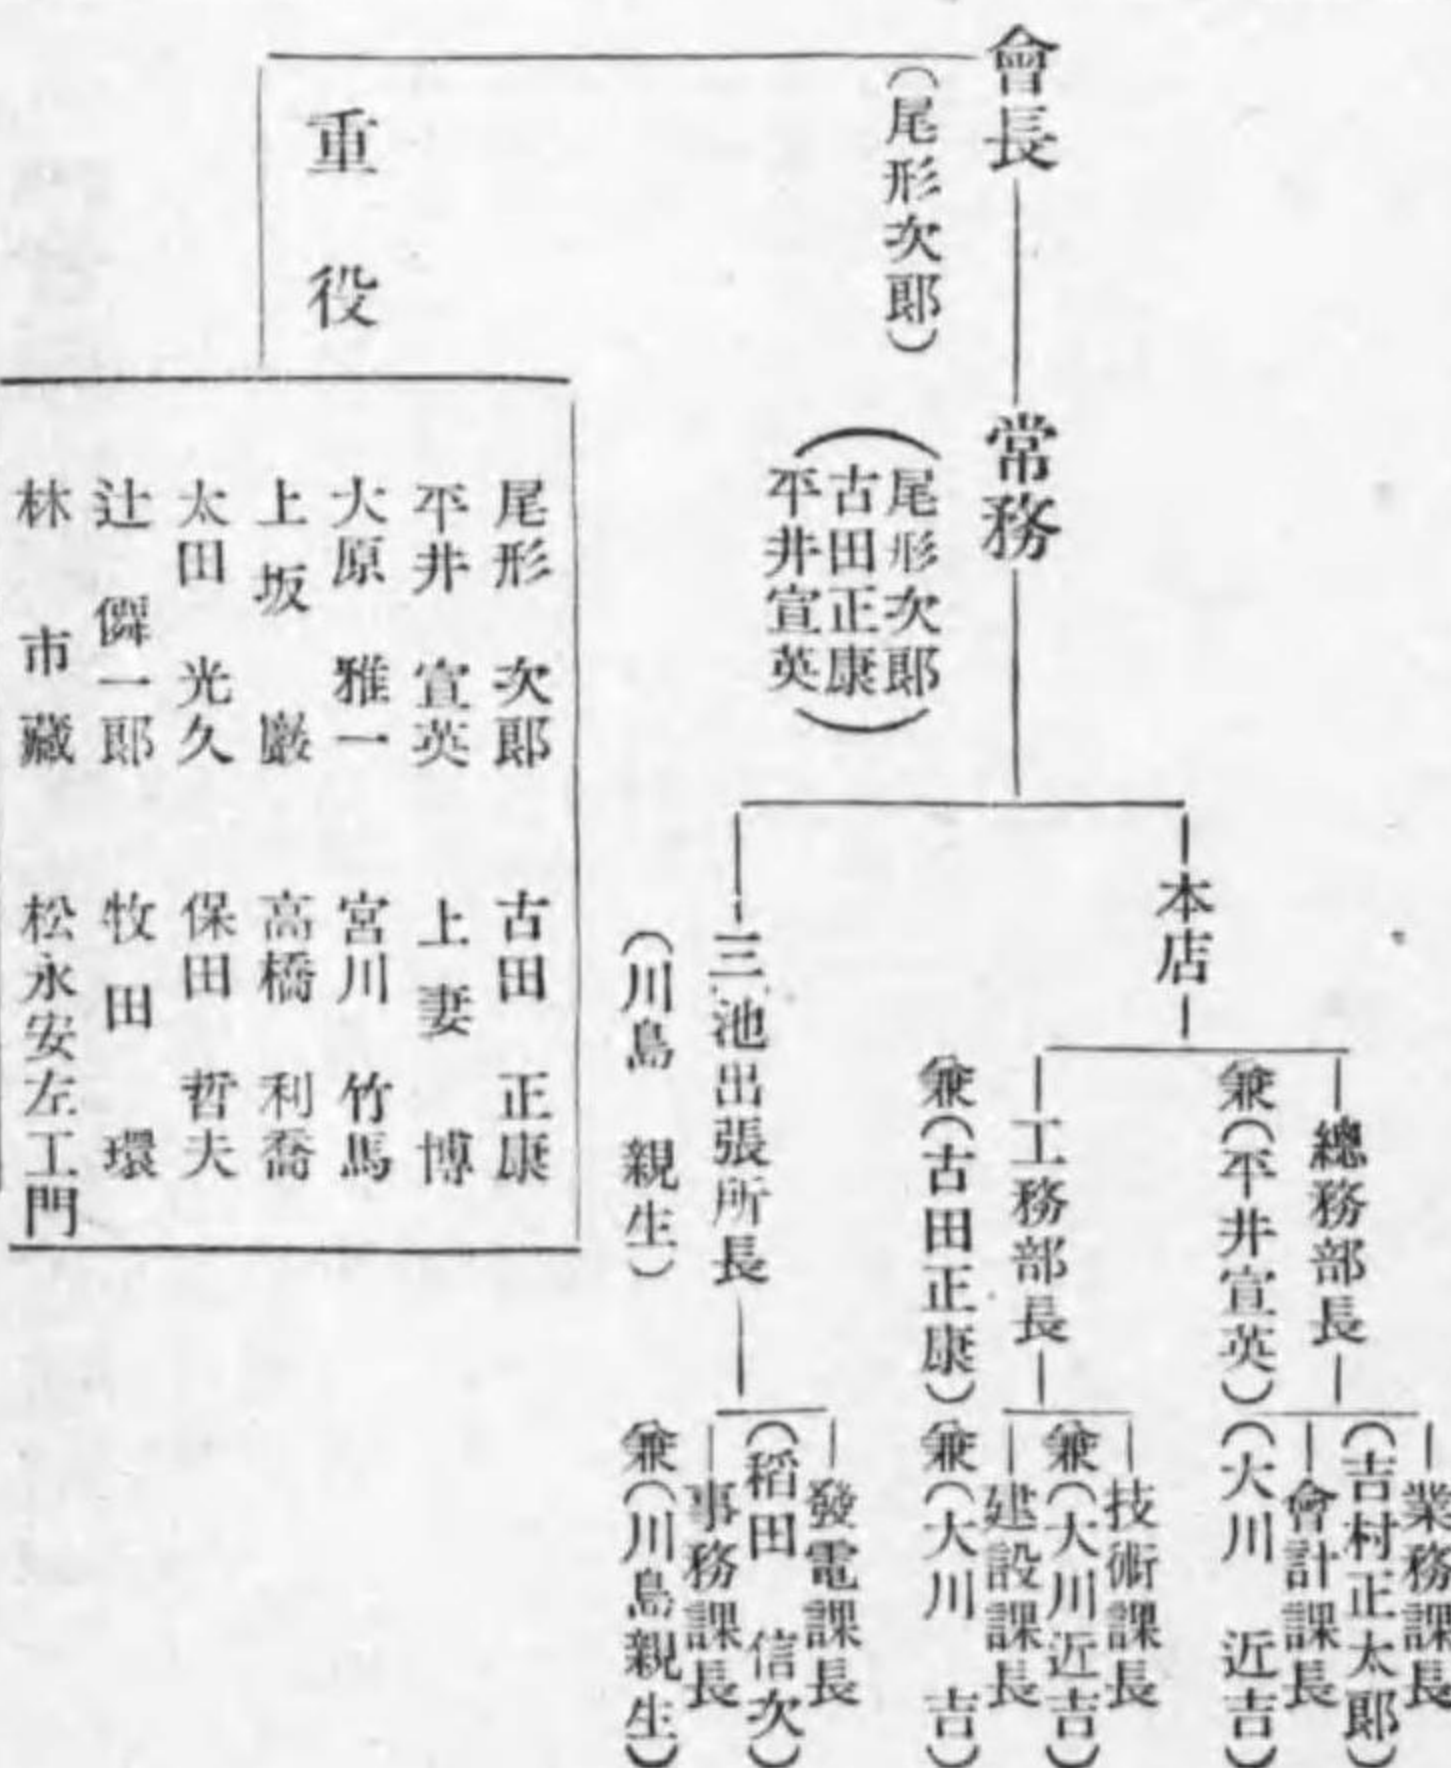 會長
(尾形次郎)
常務
(尾形次郎
古田正康
平井宣英)
本店
總務部長
兼(平井宣英)
業務課長
(吉村正太郎)
會計課長
(大川 近吉)
工務部長
兼(古田正康)
技術課長
兼(大川近吉)
建設課長
兼(大川 吉)
三池出張所長
(川島 親生)
發電課長
(稻田 信次)
事務課長
兼(川島親生)
重役
尾形 次郎 古田 正康
平井 宣英 上妻 博
大原 雅一 宮川 竹馬
上坂 巖 高橋 利喬
太田 光久 保田 哲夫
辻 一郎 牧田 環
林 市藏 松永安左工門